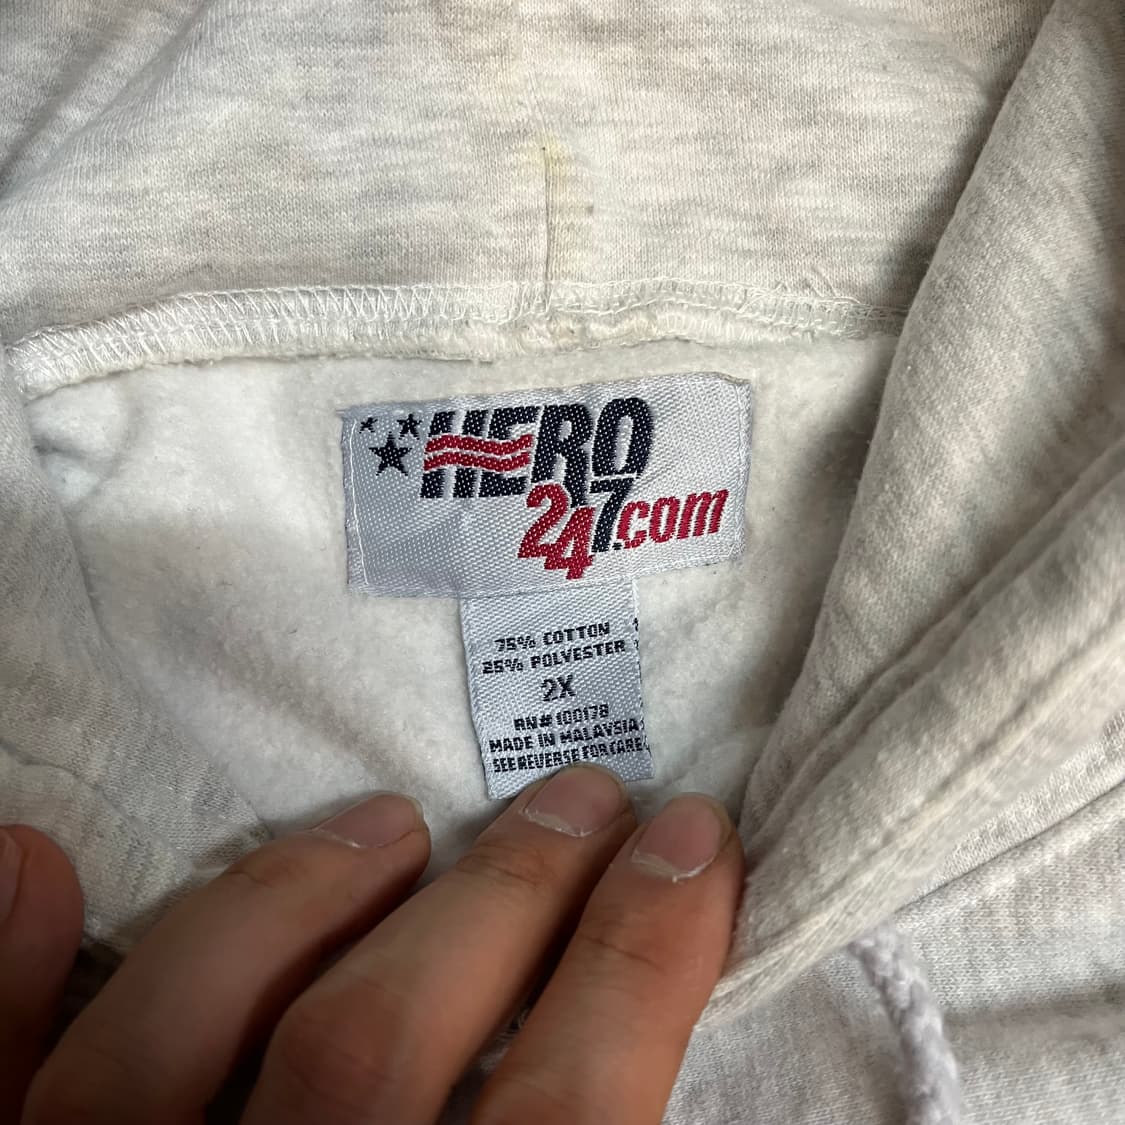 HERO
247.com
75% COTTON
25% POLYESTER
2X
RN# 100178
MADE IN MALAYSIA
SEE REVERSE FOR CARE